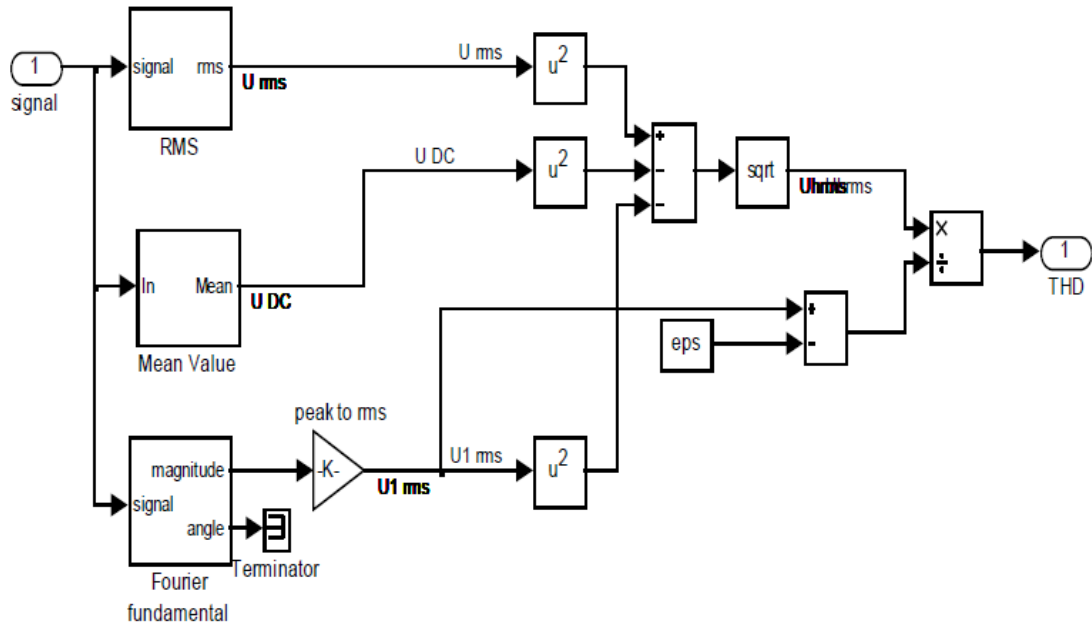 1
signal
signal rms
RMS
U rms
U rms
u²
+
-
-
sqrt
rms
×
÷
1
THD
In Mean
Mean Value
U DC
U DC
u²
+
-
eps
peak to rms
-K-
magnitude
signal
angle
Fourier
fundamental
Terminator
U1 rms
U1 rms
u²